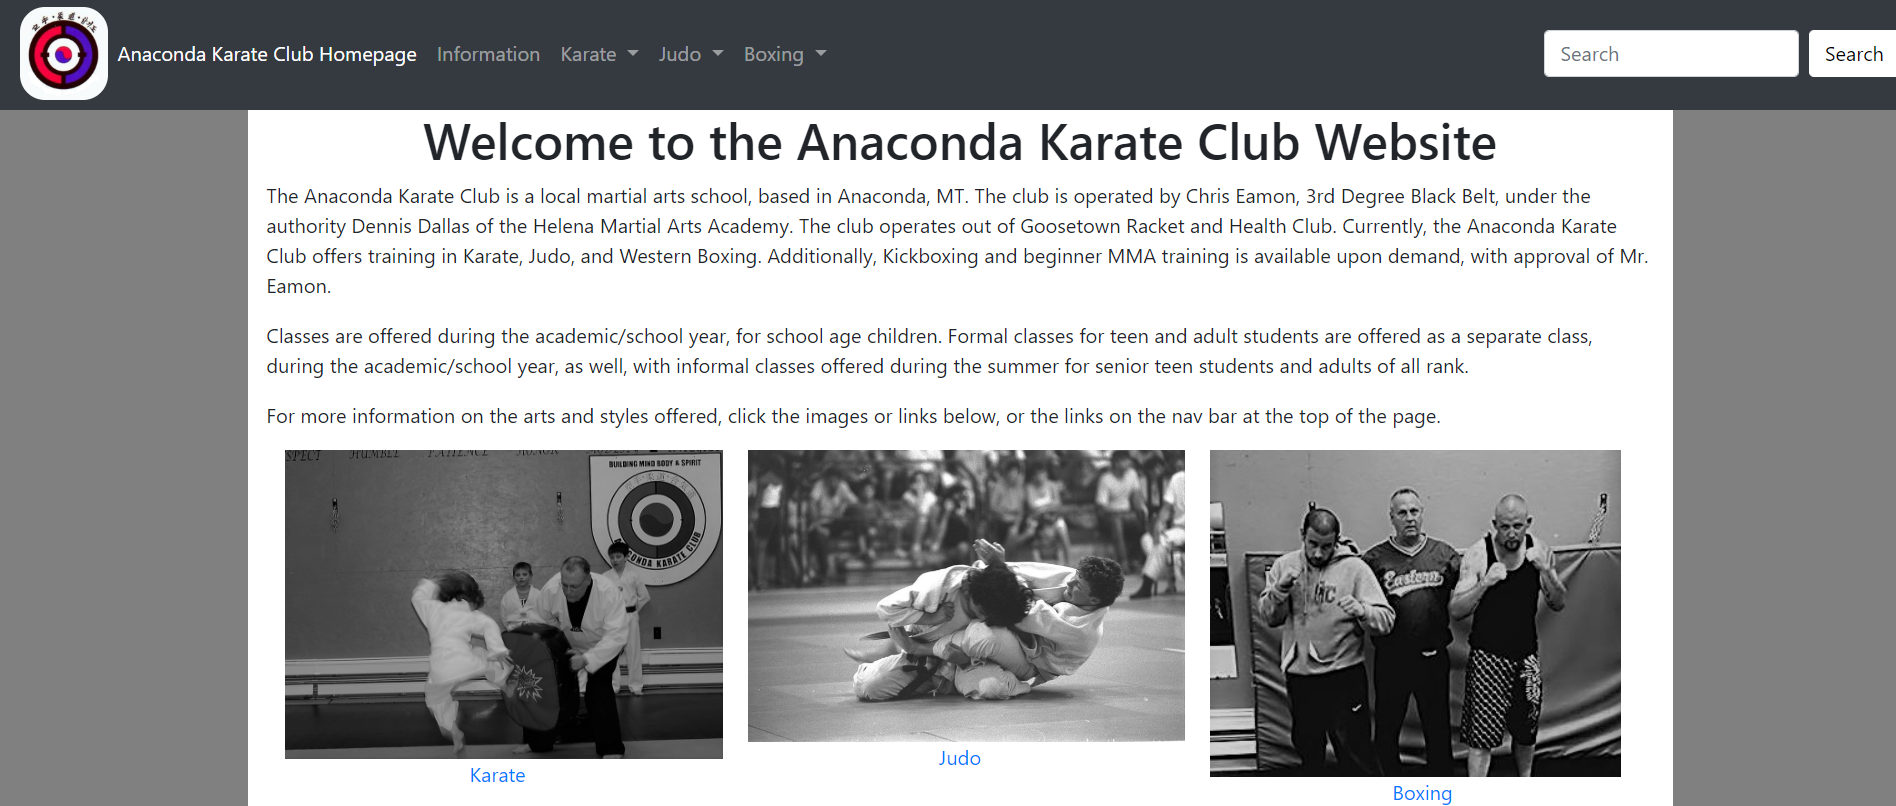 Anaconda Karate Club Homepage Information Karate Judo Boxing Search Search
Welcome to the Anaconda Karate Club Website
The Anaconda Karate Club is a local martial arts school, based in Anaconda, MT. The club is operated by Chris Eamon, 3rd Degree Black Belt, under the
authority Dennis Dallas of the Helena Martial Arts Academy. The club operates out of Goosetown Racket and Health Club. Currently, the Anaconda Karate
Club offers training in Karate, Judo, and Western Boxing. Additionally, Kickboxing and beginner MMA training is available upon demand, with approval of Mr.
Eamon.
Classes are offered during the academic/school year, for school age children. Formal classes for teen and adult students are offered as a separate class,
during the academic/school year, as well, with informal classes offered during the summer for senior teen students and adults of all rank.
For more information on the arts and styles offered, click the images or links below, or the links on the nav bar at the top of the page.
SPECT HUMBLE PATIENCE HONOR
BUILDING MIND BODY & SPIRIT
ONDA KARATE CLUB
Eastern
Karate
Judo
Boxing